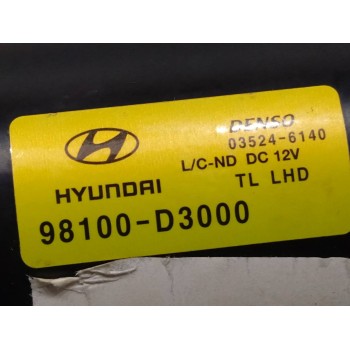 DENSO
03524-6140
L/C-ND DC 12V
HYUNDAI
TL LHD
98100-D3000